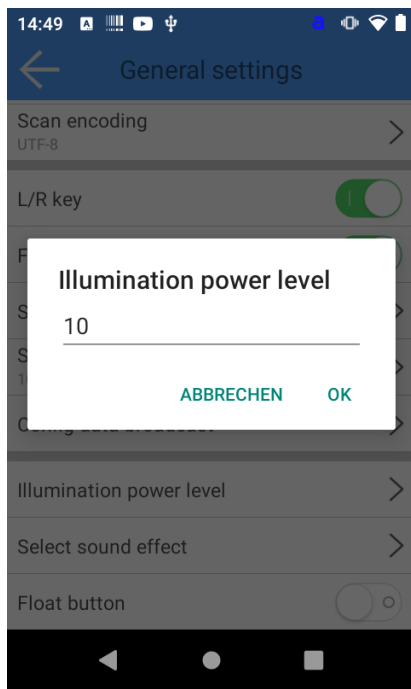 14:49
General settings
Scan encoding
UTF-8
L/R key
Illumination power level
10
ABBRECHEN
OK
Illumination power level
Select sound effect
Float button